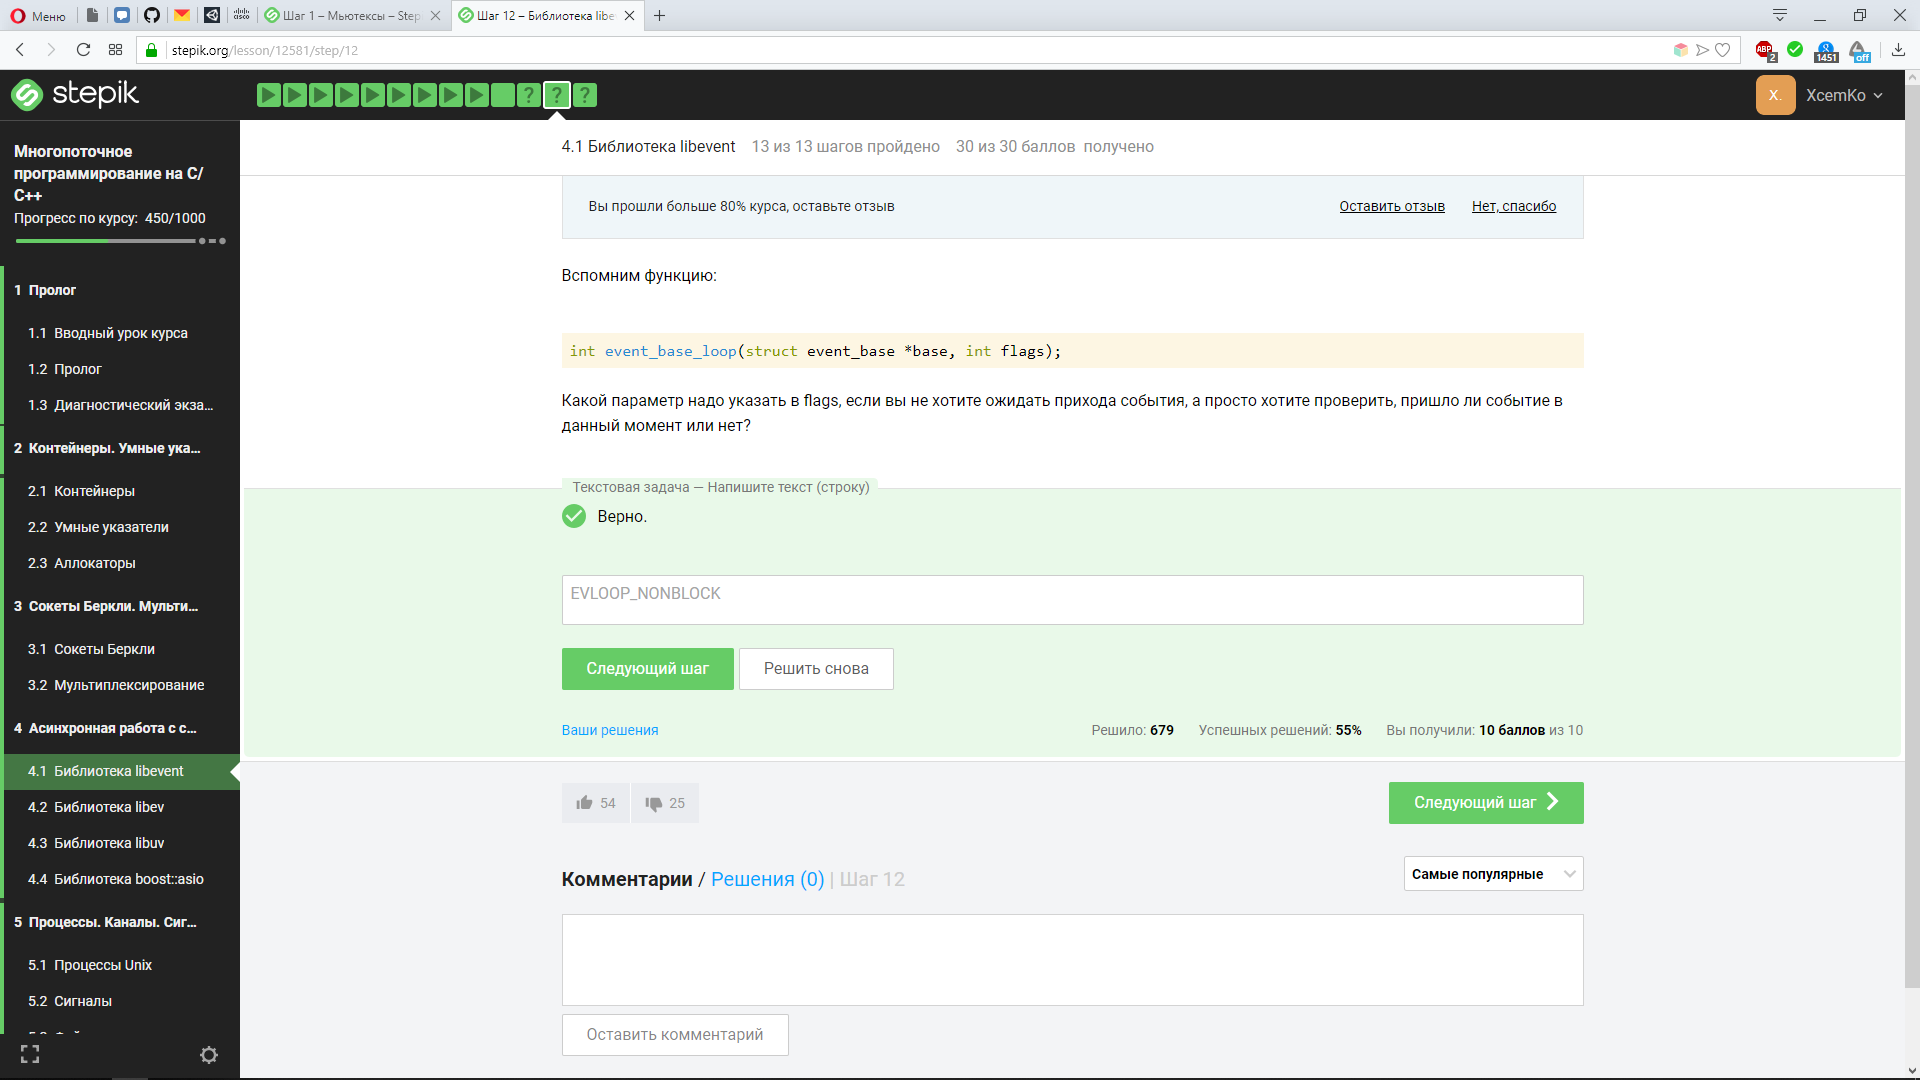 Меню
cisco
Шаг 1 – Мьютексы – Step
Шаг 12 – Библиотека libe
stepik.org/lesson/12581/step/12
ABP
2
1451
off
stepik
? ? ?
X.
XcemKo
Многопоточное
программирование на C/
C++
Прогресс по курсу: 450/1000
1 Пролог
1.1 Вводный урок курса
1.2 Пролог
1.3 Диагностический экза...
2 Контейнеры. Умные ука...
2.1 Контейнеры
2.2 Умные указатели
2.3 Аллокаторы
3 Сокеты Беркли. Мульти...
3.1 Сокеты Беркли
3.2 Мультиплексирование
4 Асинхронная работа с с...
4.1 Библиотека libevent
4.2 Библиотека libev
4.3 Библиотека libuv
4.4 Библиотека boost::asio
5 Процессы. Каналы. Сиг...
5.1 Процессы Unix
5.2 Сигналы
4.1 Библиотека libevent 13 из 13 шагов пройдено 30 из 30 баллов получено
Вы прошли больше 80% курса, оставьте отзыв
Оставить отзыв
Нет, спасибо
Вспомним функцию:
int event_base_loop(struct event_base *base, int flags);
Какой параметр надо указать в flags, если вы не хотите ожидать прихода события, а просто хотите проверить, пришло ли событие в
данный момент или нет?
Текстовая задача — Напишите текст (строку)
Верно.
EVLOOP_NONBLOCK
Следующий шаг
Решить снова
Ваши решения
Решило: 679 Успешных решений: 55% Вы получили: 10 баллов из 10
54
25
Следующий шаг
Комментарии / Решения (0) | Шаг 12
Самые популярные
Оставить комментарий